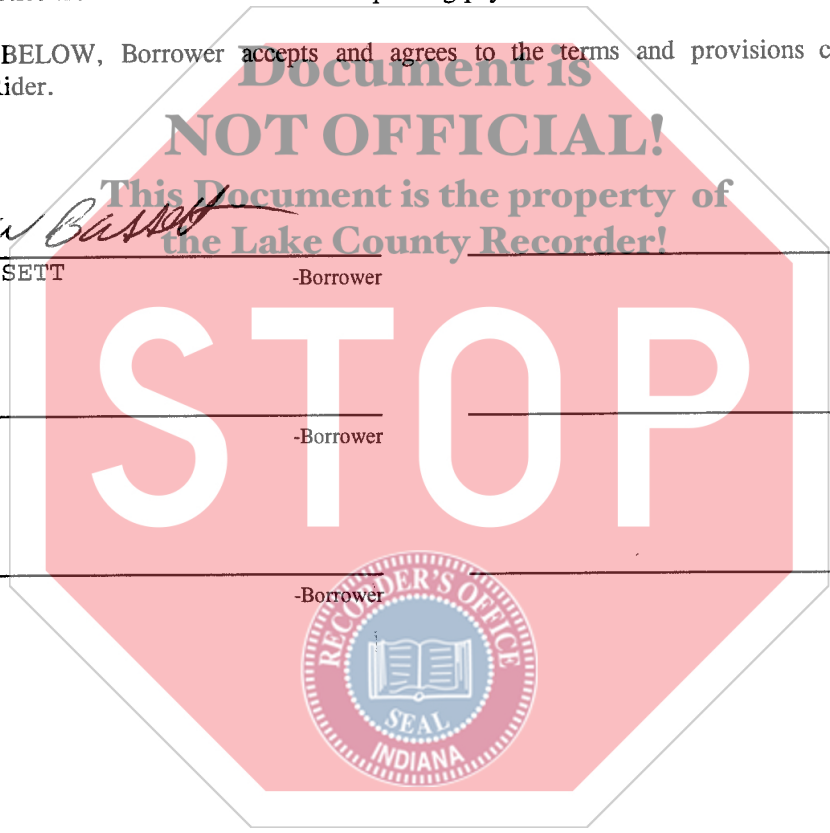 BELOW, Borrower accepts and agrees to the terms and provisions c
ider.
Document is
NOT OFFICIAL!
This Document is the property of
the Lake County Recorder!
Bassett
SETT
-Borrower
STOP
-Borrower
-Borrower
RECORDER'S OFFICE
SEAL
INDIANA